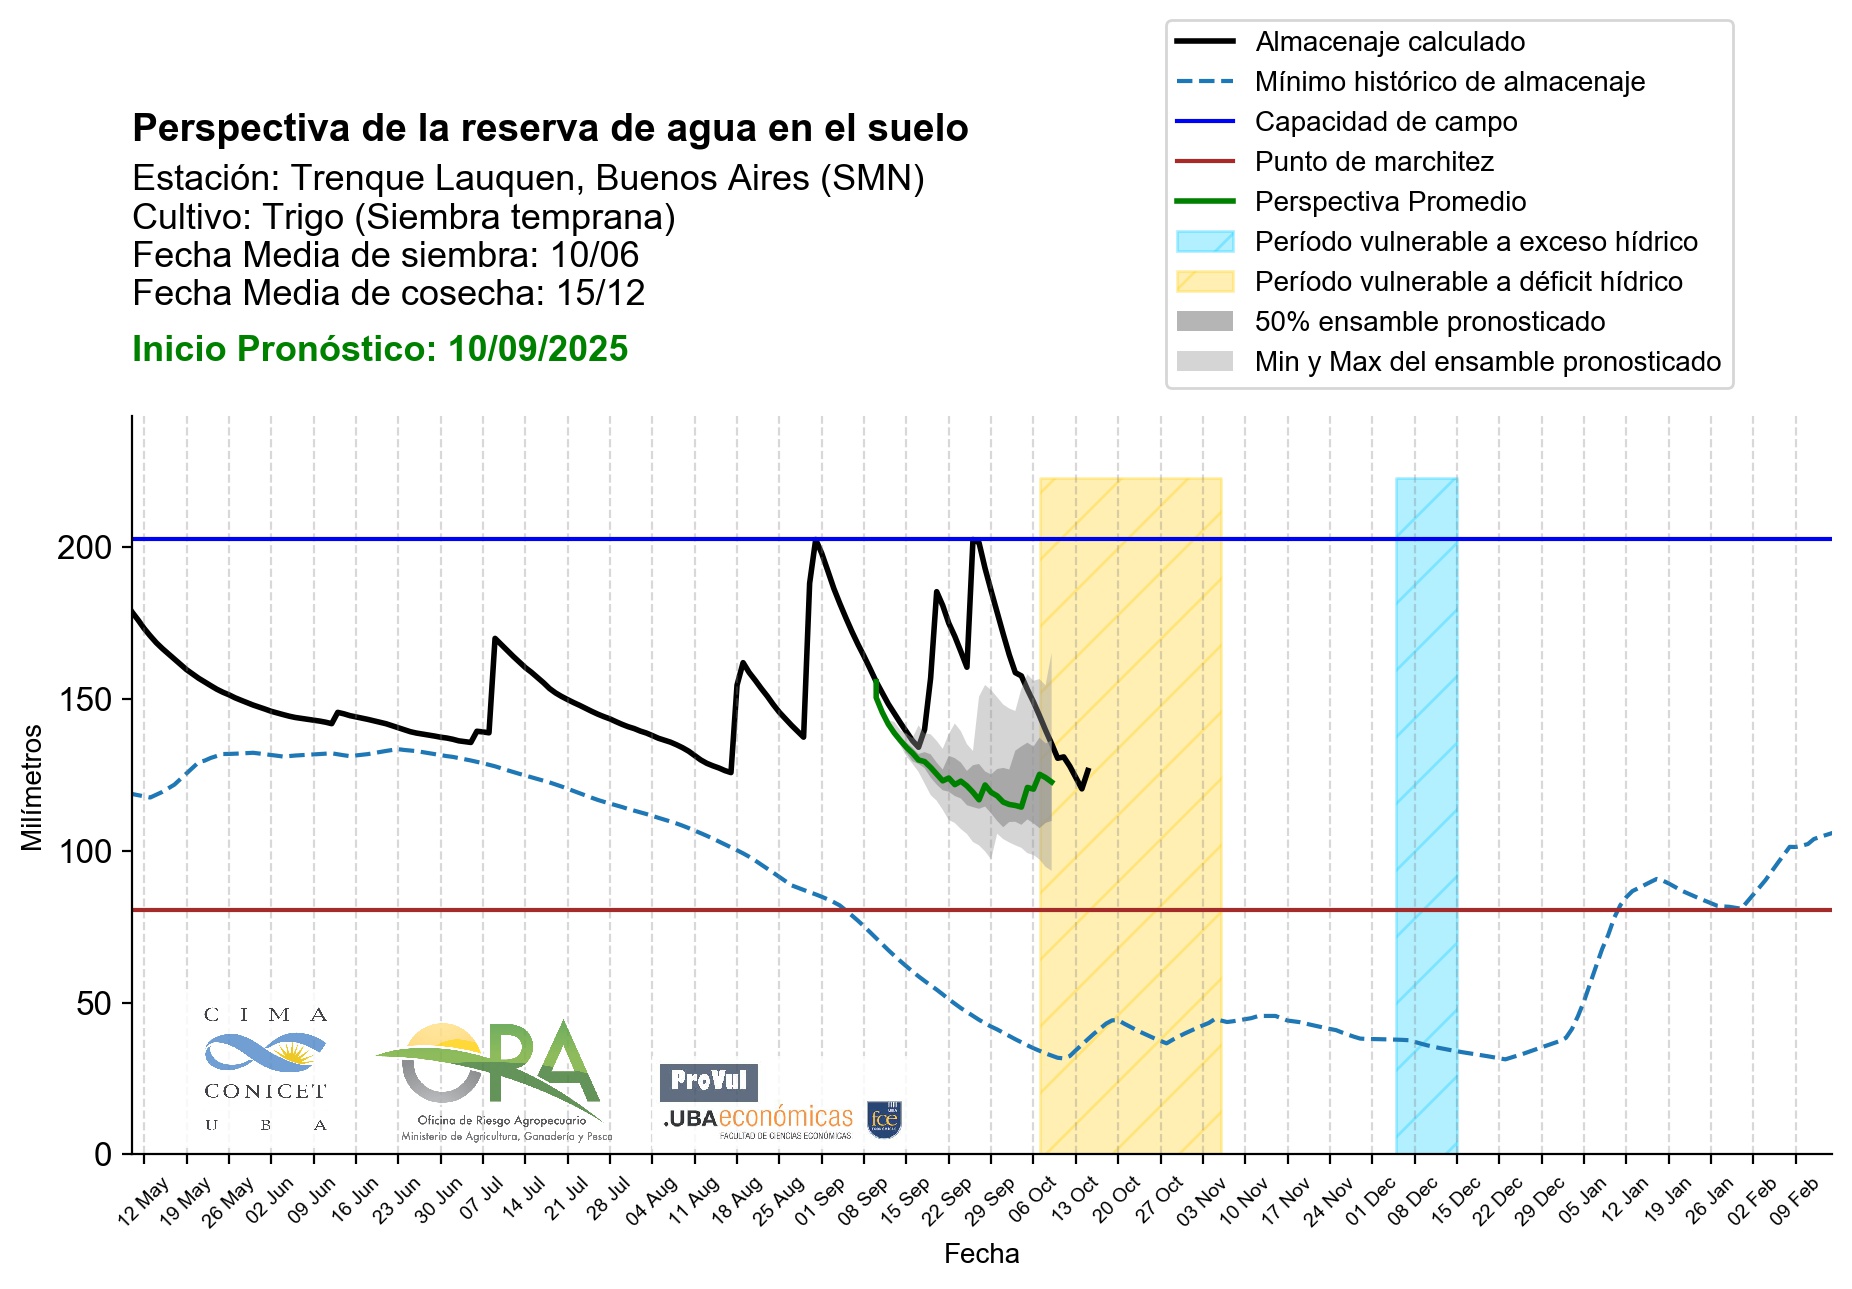 Almacenaje calculado
Mínimo histórico de almacenaje
Capacidad de campo
Punto de marchitez
Perspectiva Promedio
Período vulnerable a exceso hídrico
Período vulnerable a déficit hídrico
50% ensamble pronosticado
Min y Max del ensamble pronosticado
Perspectiva de la reserva de agua en el suelo
Estación: Trenque Lauquen, Buenos Aires (SMN)
Cultivo: Trigo (Siembra temprana)
Fecha Media de siembra: 10/06
Fecha Media de cosecha: 15/12
Inicio Pronóstico: 10/09/2025
Milímetros
200
150
100
50
0
CIMA
CONICET
UBA
ORA
Oficina de Riesgo Agropecuario
Ministerio de Agricultura, Ganadería y Pesca
ProVul
.UBAeconómicas
FACULTAD DE CIENCIAS ECONÓMICAS
fce
12 May
19 May
26 May
02 Jun
09 Jun
16 Jun
23 Jun
30 Jun
07 Jul
14 Jul
21 Jul
28 Jul
04 Aug
11 Aug
18 Aug
25 Aug
01 Sep
08 Sep
15 Sep
22 Sep
29 Sep
06 Oct
13 Oct
20 Oct
27 Oct
03 Nov
10 Nov
17 Nov
24 Nov
01 Dec
08 Dec
15 Dec
22 Dec
29 Dec
05 Jan
12 Jan
19 Jan
26 Jan
02 Feb
09 Feb
Fecha